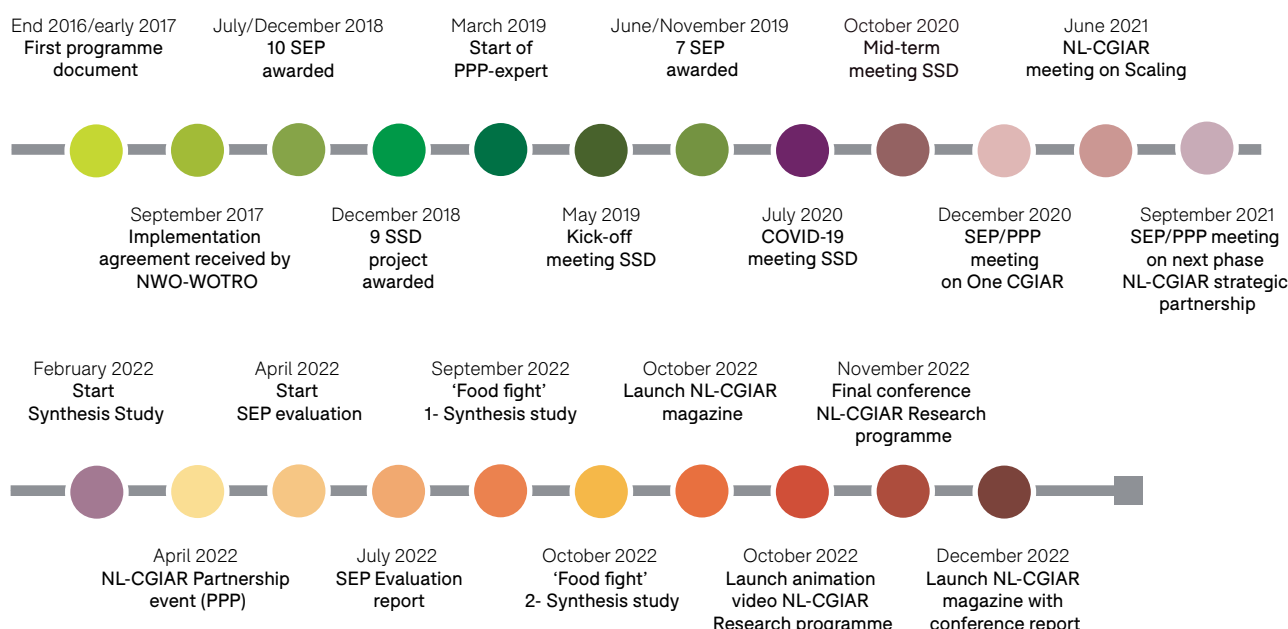 End 2016/early 2017
First programme
document
July/December 2018
10 SEP
awarded
March 2019
Start of
PPP-expert
June/November 2019
7 SEP
awarded
October 2020
Mid-term
meeting SSD
June 2021
NL-CGIAR
meeting on Scaling
September 2017
Implementation
agreement received by
NWO-WOTRO
December 2018
9 SSD
project
awarded
May 2019
Kick-off
meeting SSD
July 2020
COVID-19
meeting SSD
December 2020
SEP/PPP
meeting
on One CGIAR
September 2021
SEP/PPP meeting
on next phase
NL-CGIAR strategic
partnership
February 2022
Start
Synthesis Study
April 2022
Start
SEP evaluation
September 2022
'Food fight'
1- Synthesis study
October 2022
Launch NL-CGIAR
magazine
November 2022
Final conference
NL-CGIAR Research
programme
April 2022
NL-CGIAR Partnership
event (PPP)
July 2022
SEP Evaluation
report
October 2022
'Food fight'
2- Synthesis study
October 2022
Launch animation
video NL-CGIAR
Research programme
December 2022
Launch NL-CGIAR
magazine with
conference report